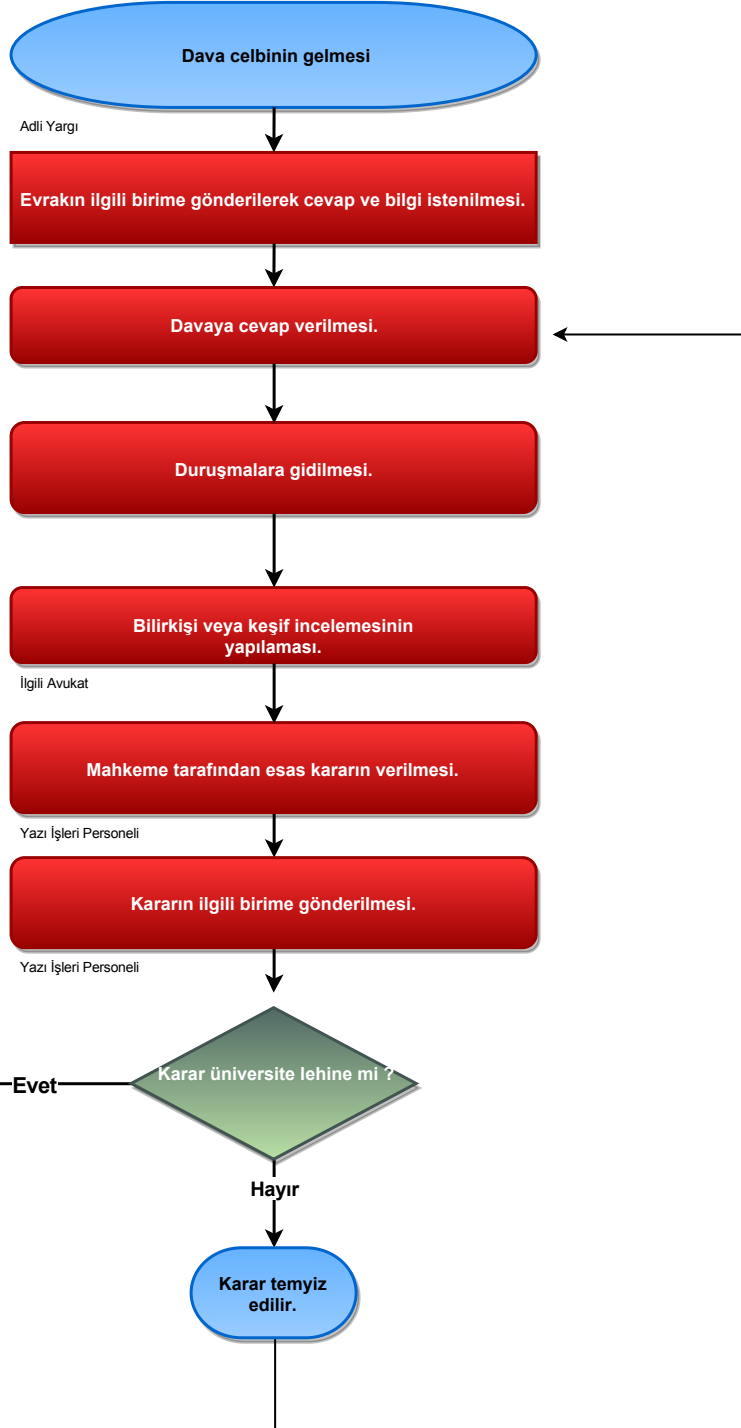 Dava celbinin gelmesi
Adli Yargı
Evrakın ilgili birime gönderilerek cevap ve bilgi istenilmesi.
Davaya cevap verilmesi.
Duruşmalara gidilmesi.
Bilirkişi veya keşif incelemesinin
yapılaması.
İlgili Avukat
Mahkeme tarafından esas kararın verilmesi.
Yazı İşleri Personeli
Kararın ilgili birime gönderilmesi.
Yazı İşleri Personeli
Karar üniversite lehine mi ?
Evet
Hayır
Karar temyiz
edilir.